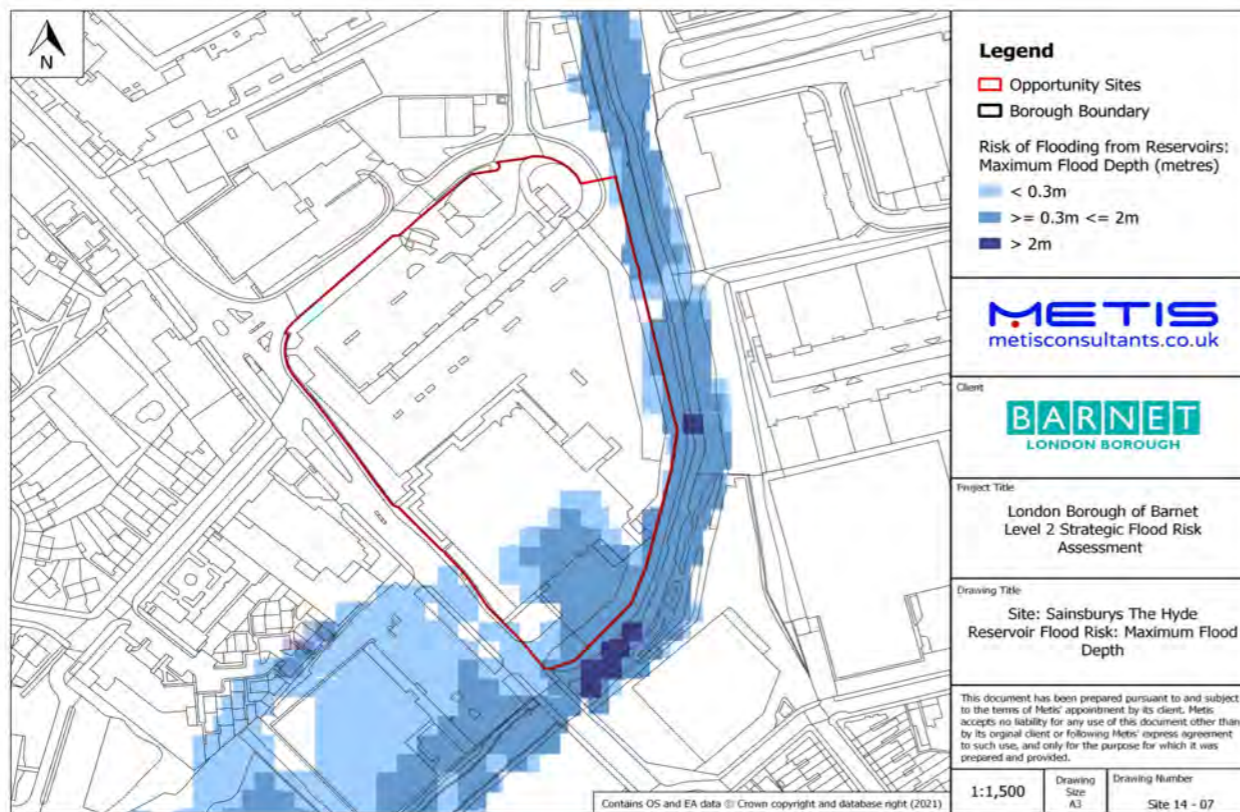 N
Legend
Opportunity Sites
Borough Boundary
Risk of Flooding from Reservoirs:
Maximum Flood Depth (metres)
< 0.3m
>= 0.3m <= 2m
> 2m
METIS
metisconsultants.co.uk
Client
BARNET
LONDON BOROUGH
Project Title
London Borough of Barnet
Level 2 Strategic Flood Risk
Assessment
Drawing Title
Site: Sainsburys The Hyde
Reservoir Flood Risk: Maximum Flood
Depth
This document has been prepared pursuant to and subject
to the terms of Metis' appointment by its client. Metis
accepts no liability for any use of this document other than
by its orginal client or following Metis' express agreement
to such use, and only for the purpose for which it was
prepared and provided.
1:1,500
Drawing
Size
A3
Drawing Number
Site 14 - 07
Contains OS and EA data © Crown copyright and database right (2021)